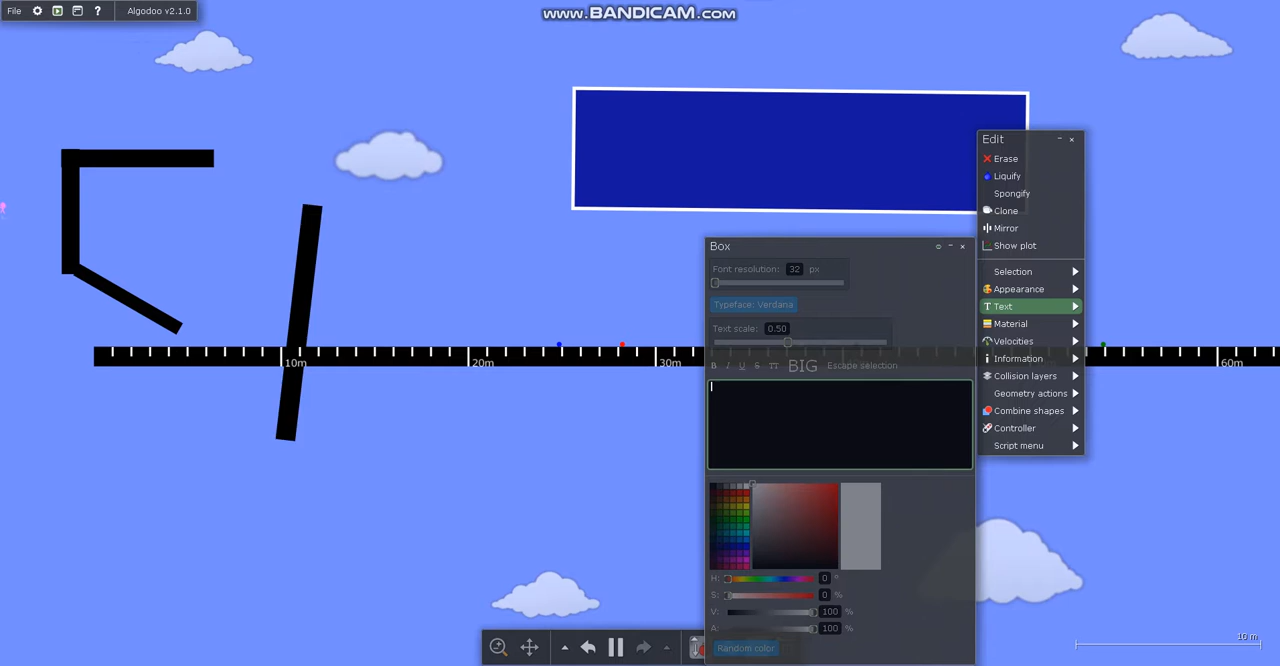 File ? Algodoo v2.1.0
www.BANDICAM.com
Edit
Erase
Liquify
Spongify
Clone
Mirror
Show plot
Selection
Appearance
T Text
Material
Velocities
Information
Collision layers
Geometry actions
Combine shapes
Controller
Script menu
Box
Font resolution: 32 px
Typeface: Verdana
Text scale: 0.50
B I U S TT BIG Escape selection
H: 0 °
S: 0 %
V: 100 %
A: 100 %
Random color
10m 20m 30m 60m
10 m